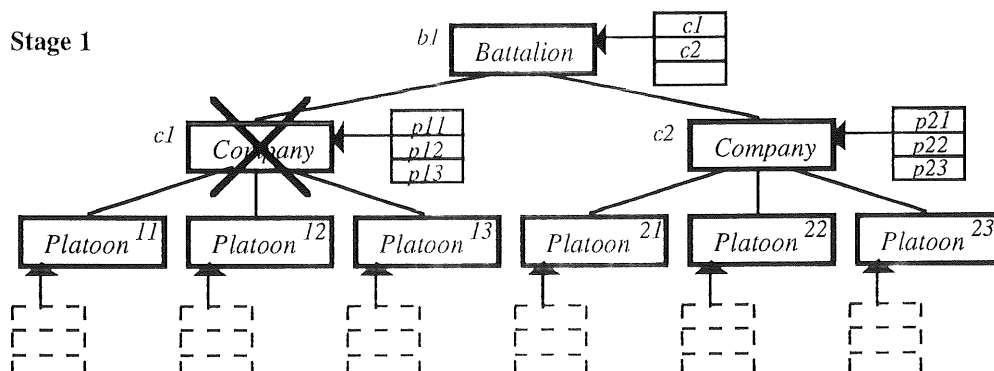 Stage 1
b1
Battalion
c1
c2
c1
Company
p11
p12
p13
c2
Company
p21
p22
p23
Platoon 11
Platoon 12
Platoon 13
Platoon 21
Platoon 22
Platoon 23